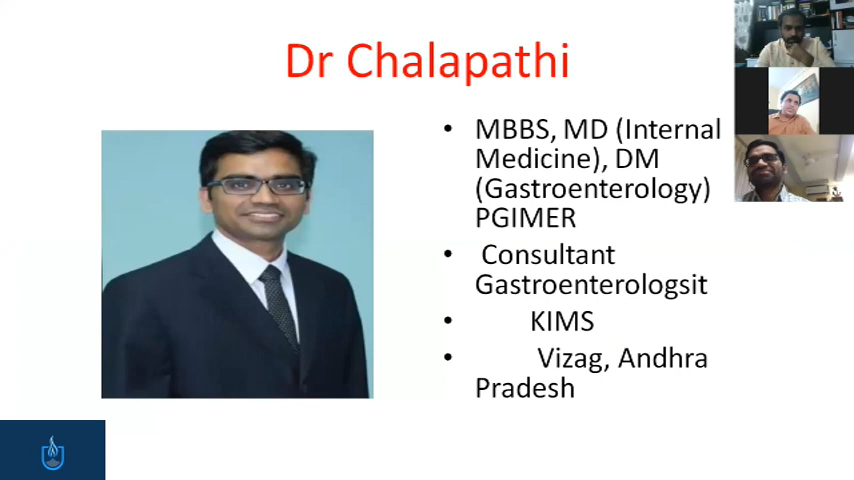 Dr Chalapathi
• MBBS, MD (Internal
Medicine), DM
(Gastroenterology)
PGIMER
• Consultant
Gastroenterologsit
• KIMS
• Vizag, Andhra
Pradesh